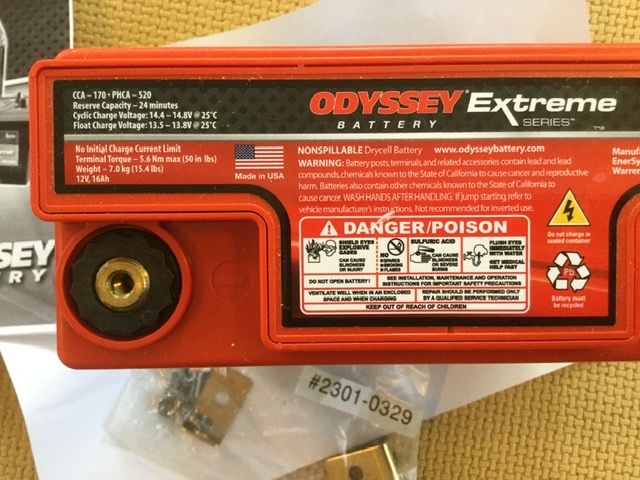 CCA – 170 • PHCA – 520
Reserve Capacity – 24 minutes
Cyclic Charge Voltage: 14.4 – 14.8V @ 25°C
Float Charge Voltage: 13.5 – 13.8V @ 25°C
ODYSSEY® Extreme
BATTERY SERIES™
No Initial Charge Current Limit
Terminal Torque – 5.6 Nm max (50 in lbs)
Weight – 7.0 kg (15.4 lbs)
12V, 16Ah
Made in USA
NONSPILLABLE Drycell Battery www.odysseybattery.com
WARNING: Battery posts, terminals, and related accessories contain lead and lead
compounds, chemicals known to the State of California to cause cancer and reproductive
harm. Batteries also contain other chemicals known to the State of California to
cause cancer. WASH HANDS AFTER HANDLING. If jump starting, refer to
vehicle manufacturer's instructions. Not recommended for inverted use.
Manuf
EnerSy
Warren
DANGER/POISON
SHIELD EYES
EXPLOSIVE
GASES
CAN CAUSE
BLINDNESS
OR INJURY
NO
SPARKS
SMOKING
FLAMES
SULFURIC ACID
CAN CAUSE
BLINDNESS
OR SEVERE
BURNS
FLUSH EYES
IMMEDIATELY
WITH WATER
GET MEDICAL
HELP FAST
DO NOT OPEN BATTERY!
SEE INSTALLATION, MAINTENANCE AND OPERATION
INSTRUCTIONS FOR IMPORTANT SAFETY PRECAUTIONS
VENTILATE WELL WHEN IN AN ENCLOSED
SPACE AND WHEN CHARGING
REPAIR SHOULD BE PERFORMED ONLY
BY A QUALIFIED SERVICE TECHNICIAN
KEEP OUT OF REACH OF CHILDREN
Do not charge in
sealed container
Pb
Battery must
be recycled
YSSEY
RY
#2301-0329